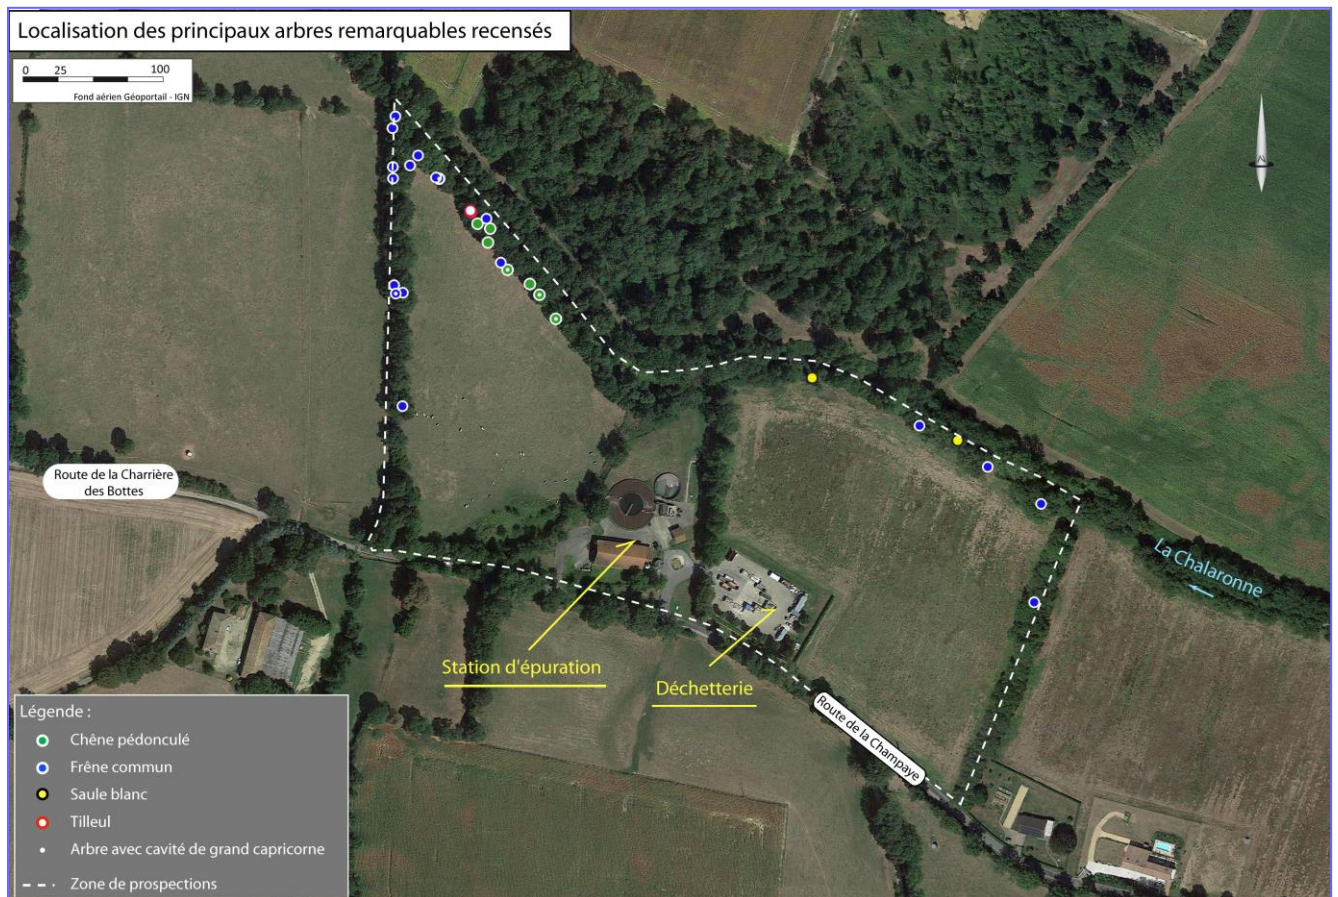 Localisation des principaux arbres remarquables recensés
0 25 100
Fond aérien Géoportail - IGN
Route de la Charrière
des Bottes
La Chalaronne
Station d'épuration
Déchetterie
Route de la Champaye
Légende :
Chêne pédonculé
Frêne commun
Saule blanc
Tilleul
Arbre avec cavité de grand capricorne
Zone de prospections